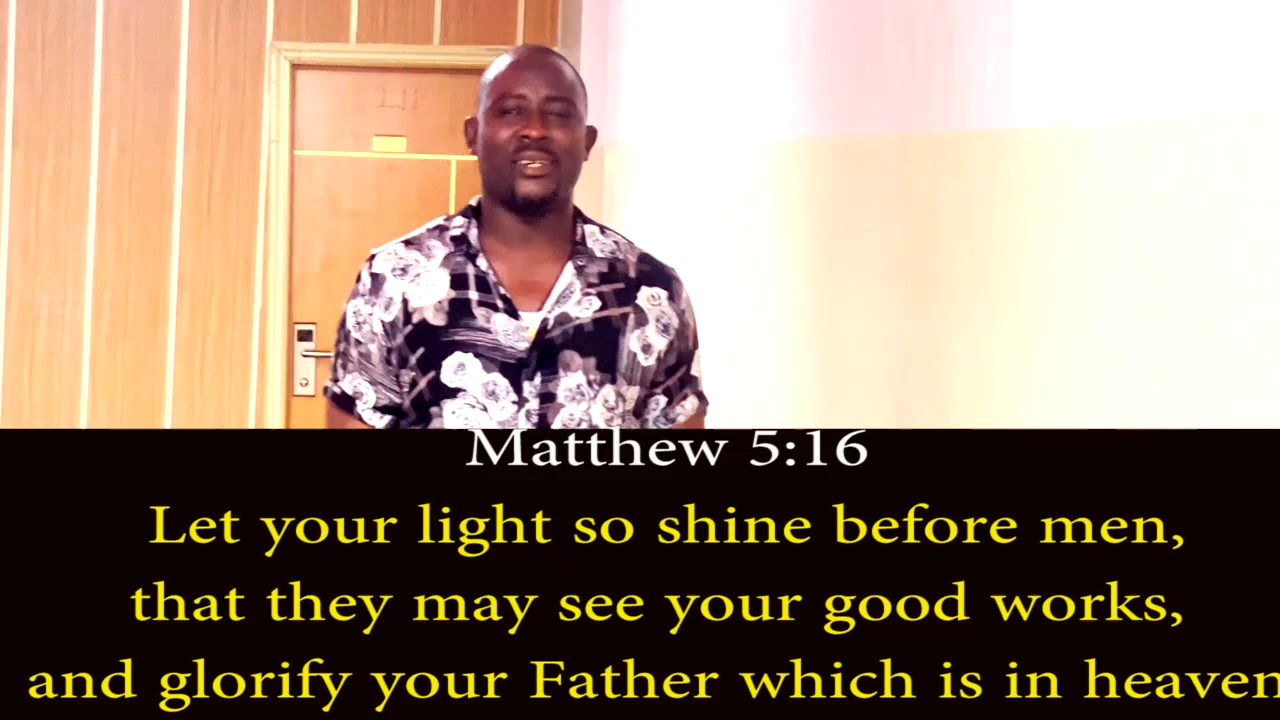 Matthew 5:16
Let your light so shine before men,
that they may see your good works,
and glorify your Father which is in heaven